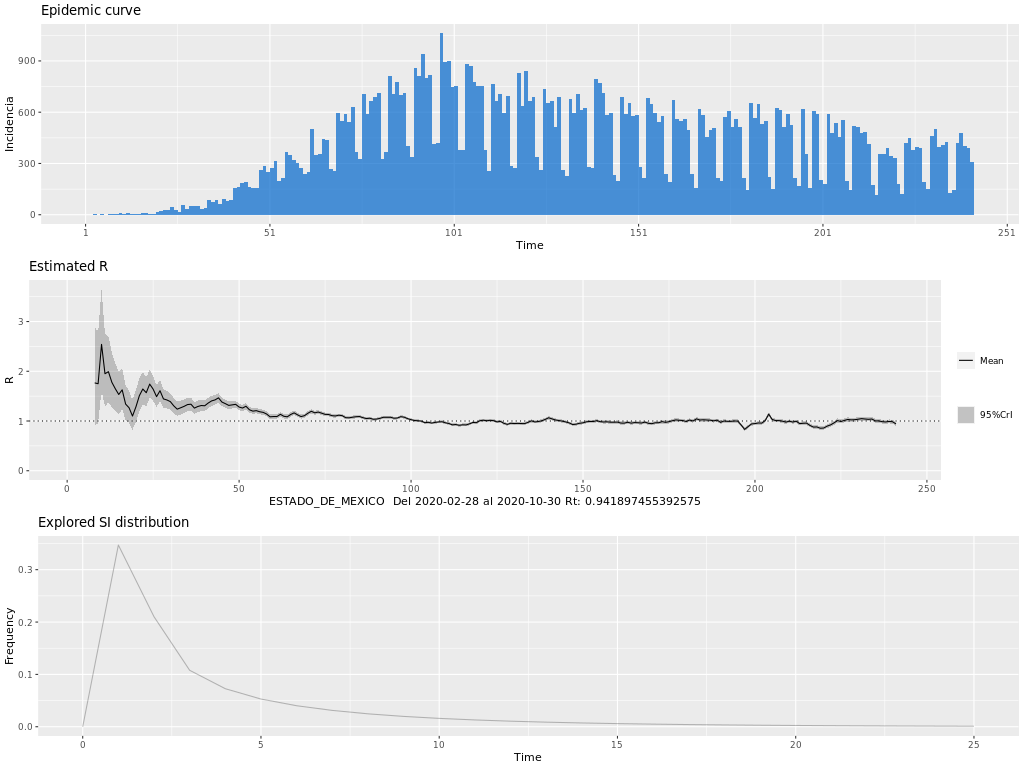 Epidemic curve
900
600
300
0
Incidencia
1
51
101
151
201
251
Time
Estimated R
3
2
1
0
R
Mean
95%CrI
0
50
100
150
200
250
ESTADO_DE_MEXICO Del 2020-02-28 al 2020-10-30 Rt: 0.941897455392575
Explored SI distribution
0.3
0.2
0.1
0.0
Frequency
0
5
10
15
20
25
Time